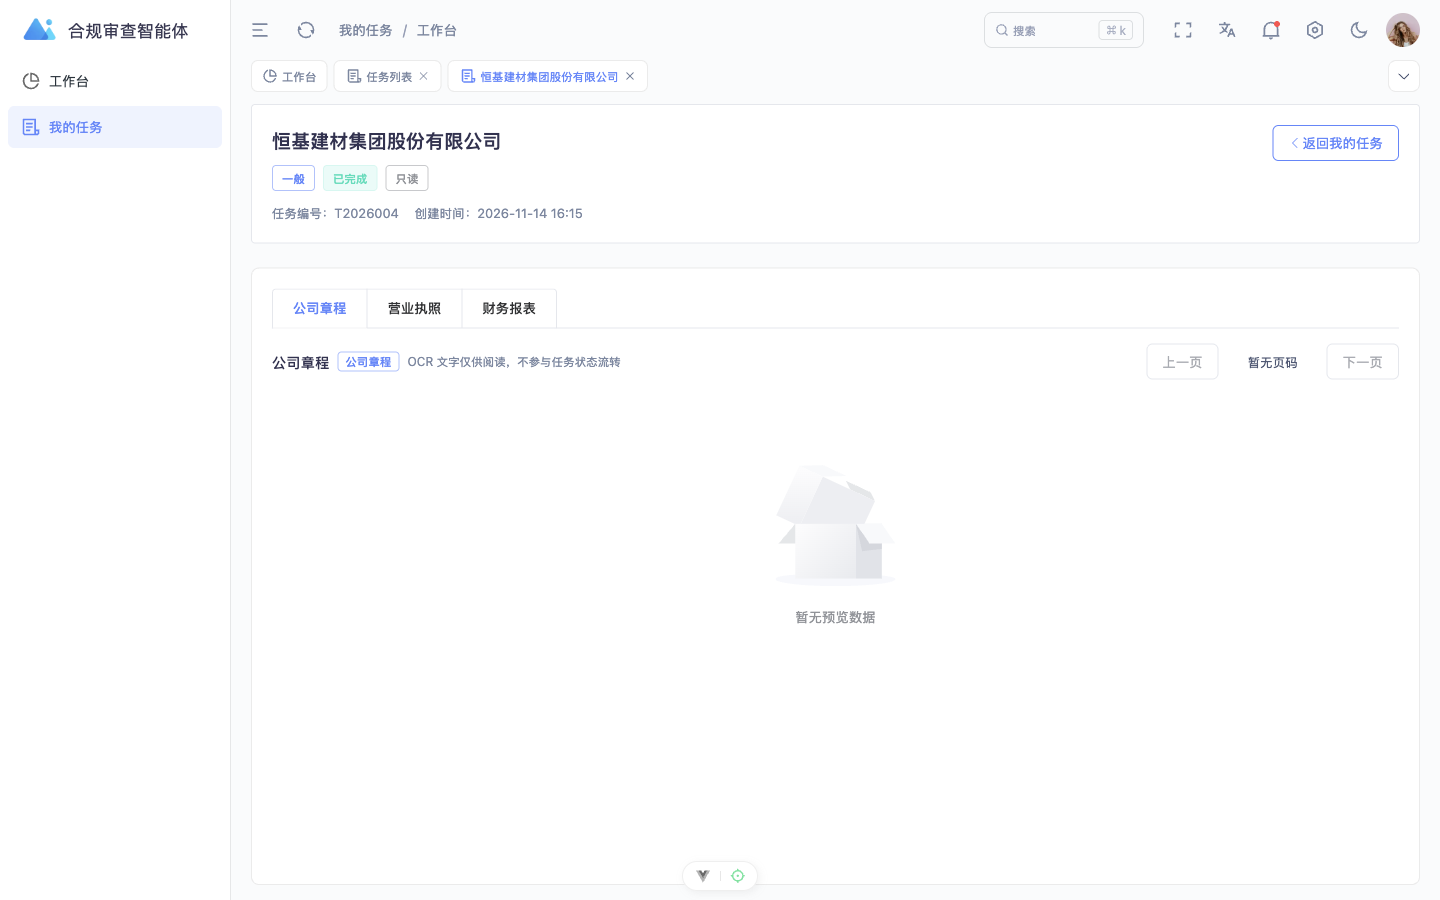 合规审查智能体
工作台
我的任务
我的任务 / 工作台
搜索
⌘ k
工作台
任务列表
恒基建材集团股份有限公司
恒基建材集团股份有限公司
一般
已完成
只读
任务编号：T2026004 创建时间：2026-11-14 16:15
返回我的任务
公司章程
营业执照
财务报表
公司章程
公司章程
OCR 文字仅供阅读，不参与任务状态流转
上一页
暂无页码
下一页
暂无预览数据